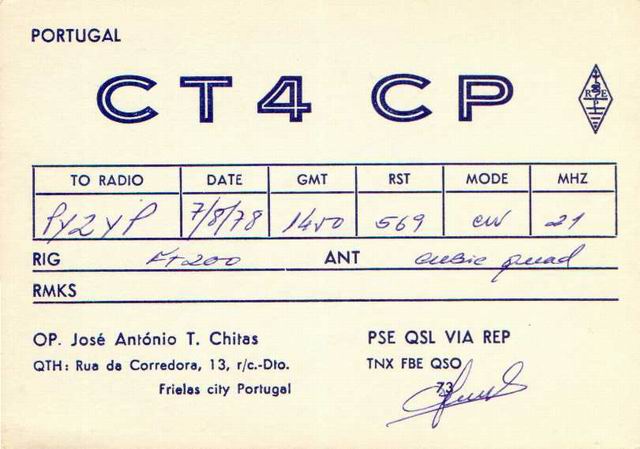 PORTUGAL
CT4 CP
R E P
TO RADIO DATE GMT RST MODE MHZ
PY2YP 7/8/78 1450 569 CW 21
RIG FT200 ANT cubic quad
RMKS
OP. José António T. Chitas
PSE QSL VIA REP
QTH: Rua da Corredora, 13, r/c.-Dto.
TNX FBE QSO
Frielas city Portugal
73